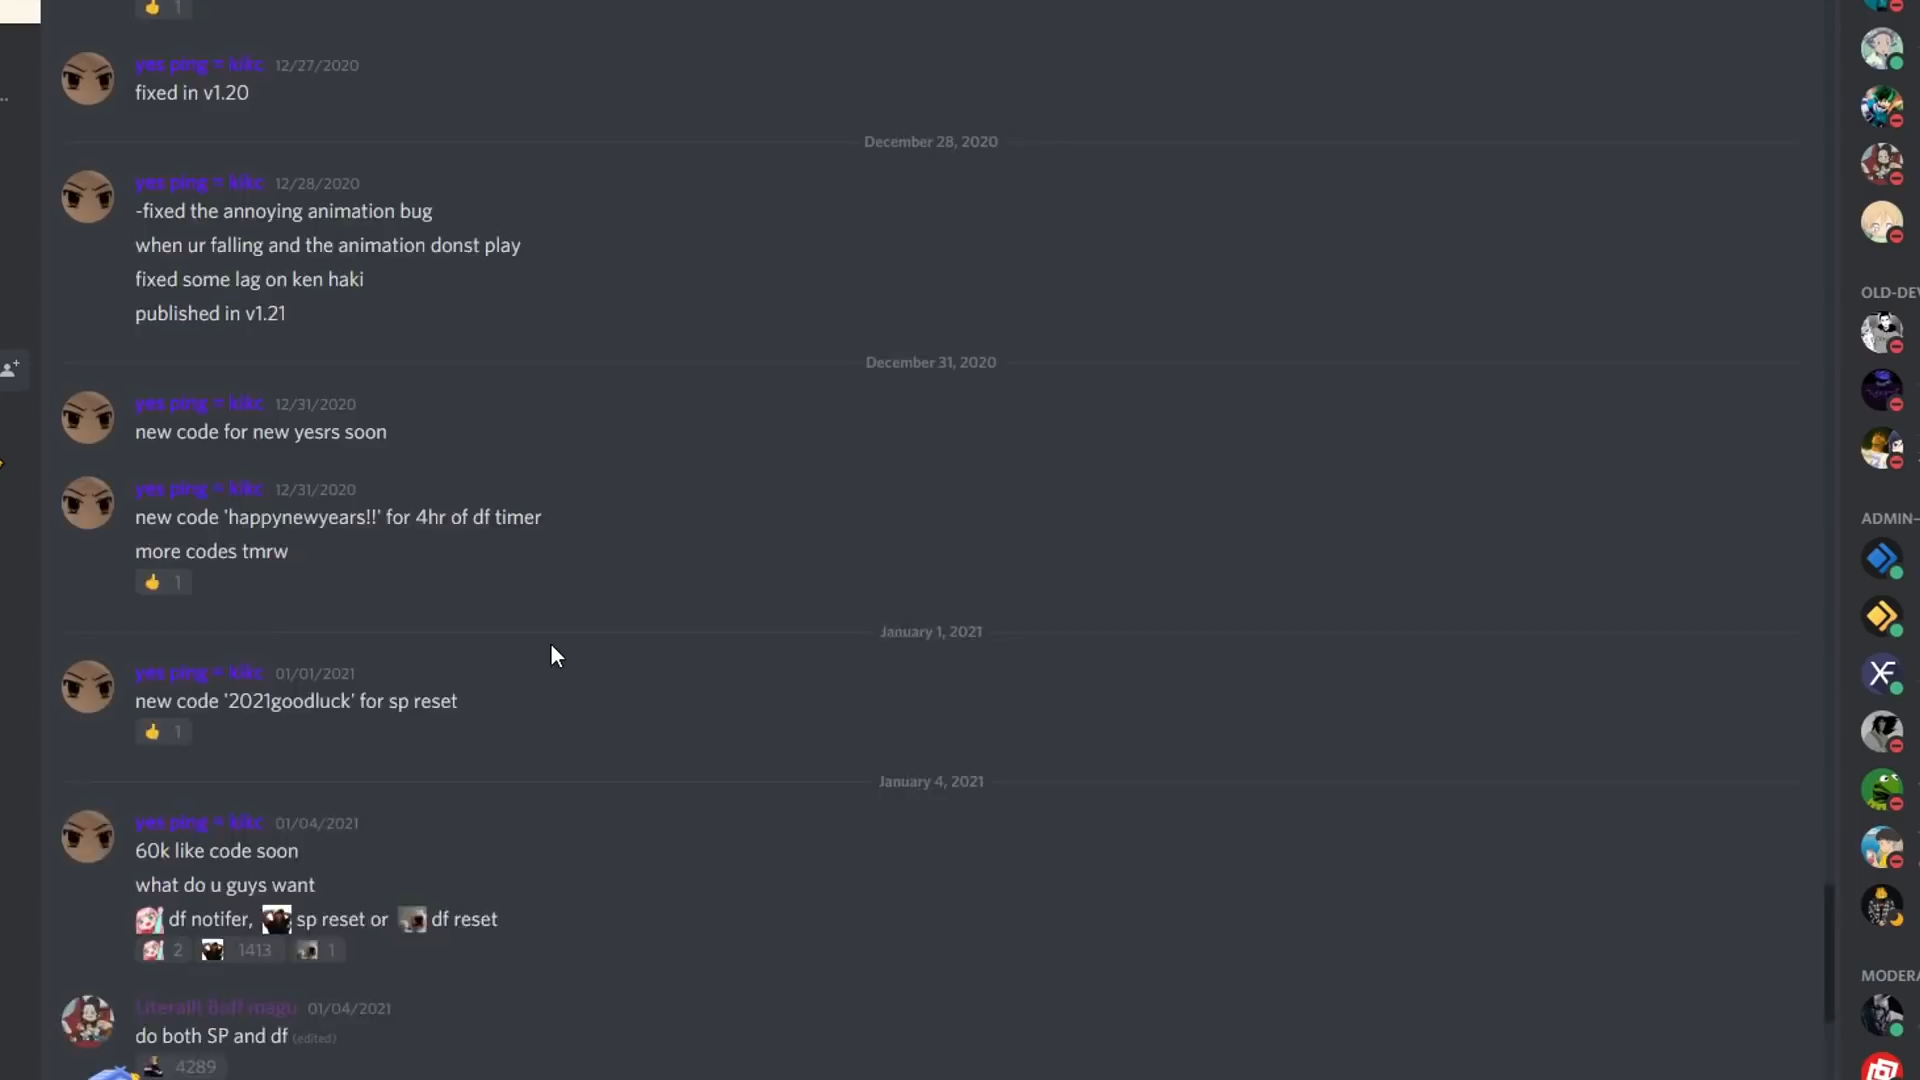 1
yes ping = kikc 12/27/2020
fixed in v1.20
December 28, 2020
yes ping = kikc 12/28/2020
-fixed the annoying animation bug
when ur falling and the animation donst play
fixed some lag on ken haki
published in v1.21
December 31, 2020
yes ping = kikc 12/31/2020
new code for new yesrs soon
yes ping = kikc 12/31/2020
new code 'happynewyears!!' for 4hr of df timer
more codes tmrw
1
January 1, 2021
yes ping = kikc 01/01/2021
new code '2021goodluck' for sp reset
1
January 4, 2021
yes ping = kikc 01/04/2021
60k like code soon
what do u guys want
df notifer, sp reset or df reset
2 1413 1
Buff magu 01/04/2021
do both SP and df (edited)
4289
OLD-DEV
ADMIN-
MODERA